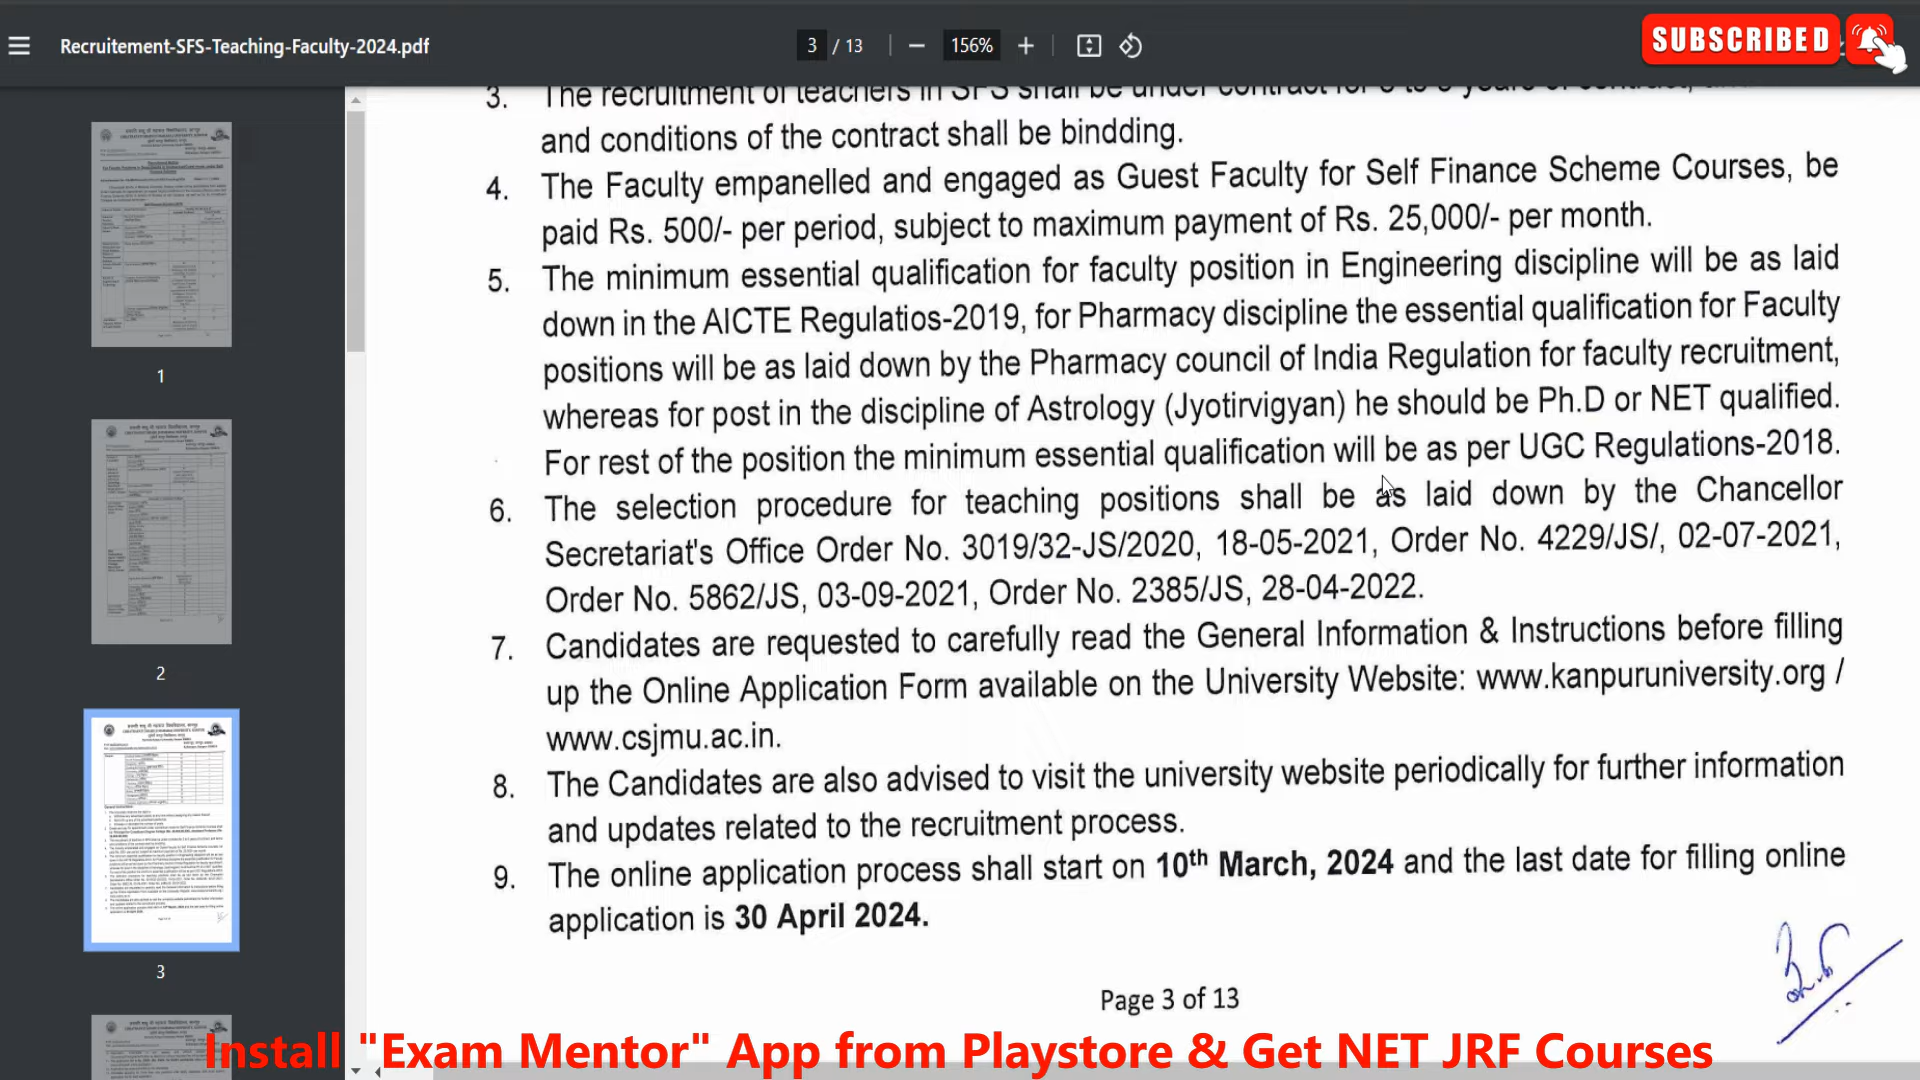 Recruitement-SFS-Teaching-Faculty-2024.pdf
3 / 13
156%
SUBSCRIBED
3. The recruitment of teachers in SFS shall be under contract for
and conditions of the contract shall be bindding.
4. The Faculty empanelled and engaged as Guest Faculty for Self Finance Scheme Courses, be
paid Rs. 500/- per period, subject to maximum payment of Rs. 25,000/- per month.
5. The minimum essential qualification for faculty position in Engineering discipline will be as laid
down in the AICTE Regulatios-2019, for Pharmacy discipline the essential qualification for Faculty
positions will be as laid down by the Pharmacy council of India Regulation for faculty recruitment,
whereas for post in the discipline of Astrology (Jyotirvigyan) he should be Ph.D or NET qualified.
For rest of the position the minimum essential qualification will be as per UGC Regulations-2018.
6. The selection procedure for teaching positions shall be as laid down by the Chancellor
Secretariat's Office Order No. 3019/32-JS/2020, 18-05-2021, Order No. 4229/JS/, 02-07-2021,
Order No. 5862/JS, 03-09-2021, Order No. 2385/JS, 28-04-2022.
7. Candidates are requested to carefully read the General Information & Instructions before filling
up the Online Application Form available on the University Website: www.kanpuruniversity.org /
www.csjmu.ac.in.
8. The Candidates are also advised to visit the university website periodically for further information
and updates related to the recruitment process.
9. The online application process shall start on 10th March, 2024 and the last date for filling online
application is 30 April 2024.
Page 3 of 13
1
2
3
Install "Exam Mentor" App from Playstore & Get NET JRF Courses